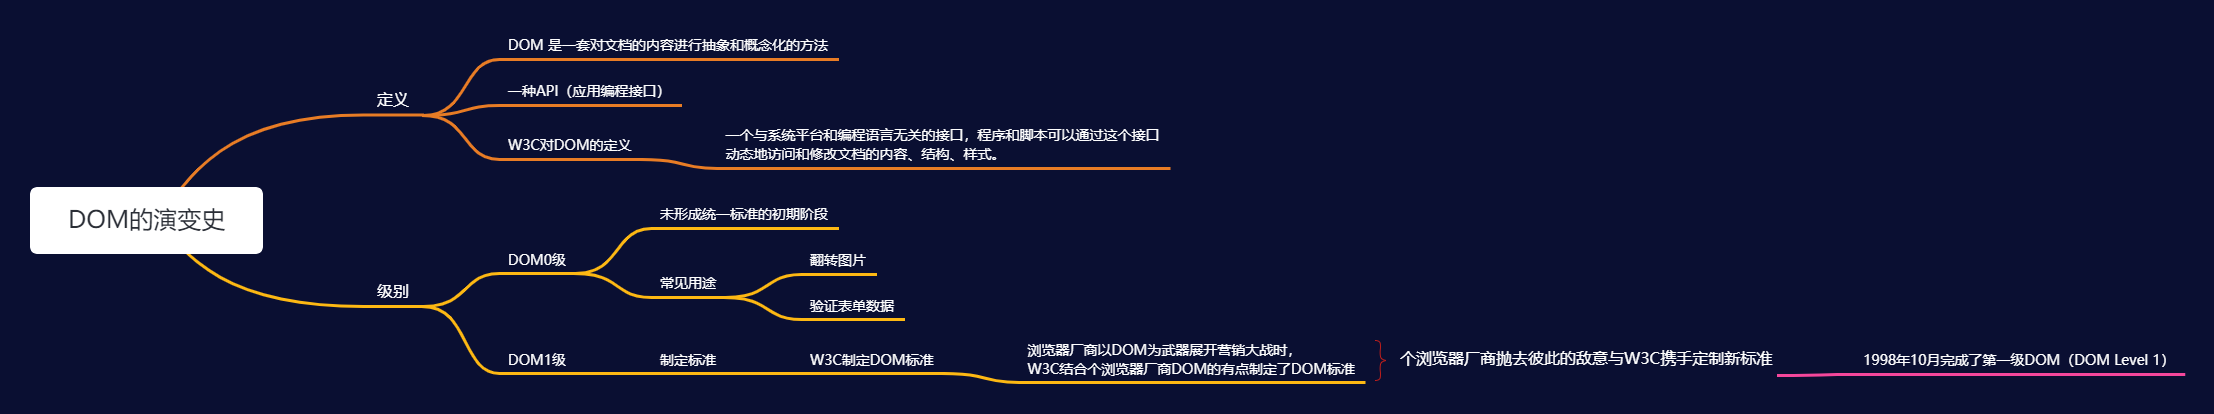 DOM的演变史
定义
DOM 是一套对文档的内容进行抽象和概念化的方法
一种API（应用编程接口）
W3C对DOM的定义
一个与系统平台和编程语言无关的接口，程序和脚本可以通过这个接口
动态地访问和修改文档的内容、结构、样式。
级别
DOM0级
未形成统一标准的初期阶段
常见用途
翻转图片
验证表单数据
DOM1级
制定标准
W3C制定DOM标准
浏览器厂商以DOM为武器展开营销大战时，
W3C结合个浏览器厂商DOM的有点制定了DOM标准
个浏览器厂商抛去彼此的敌意与W3C携手定制新标准
1998年10月完成了第一级DOM（DOM Level 1）